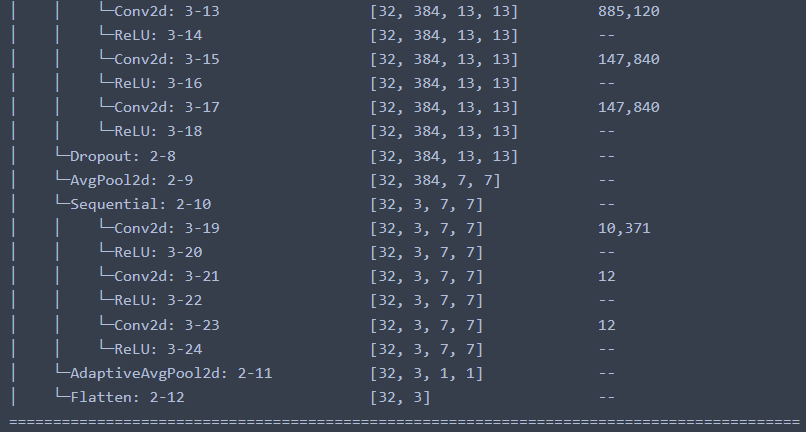 │    │    └─Conv2d: 3-13                 [32, 384, 13, 13]         885,120
│    │    └─ReLU: 3-14                   [32, 384, 13, 13]         --
│    │    └─Conv2d: 3-15                 [32, 384, 13, 13]         147,840
│    │    └─ReLU: 3-16                   [32, 384, 13, 13]         --
│    │    └─Conv2d: 3-17                 [32, 384, 13, 13]         147,840
│    │    └─ReLU: 3-18                   [32, 384, 13, 13]         --
│    └─Dropout: 2-8                      [32, 384, 13, 13]         --
│    └─AvgPool2d: 2-9                    [32, 384, 7, 7]           --
│    └─Sequential: 2-10                  [32, 3, 7, 7]             --
│    │    └─Conv2d: 3-19                 [32, 3, 7, 7]             10,371
│    │    └─ReLU: 3-20                   [32, 3, 7, 7]             --
│    │    └─Conv2d: 3-21                 [32, 3, 7, 7]             12
│    │    └─ReLU: 3-22                   [32, 3, 7, 7]             --
│    │    └─Conv2d: 3-23                 [32, 3, 7, 7]             12
│    │    └─ReLU: 3-24                   [32, 3, 7, 7]             --
│    └─AdaptiveAvgPool2d: 2-11           [32, 3, 1, 1]             --
│    └─Flatten: 2-12                     [32, 3]                   --
==========================================================================================